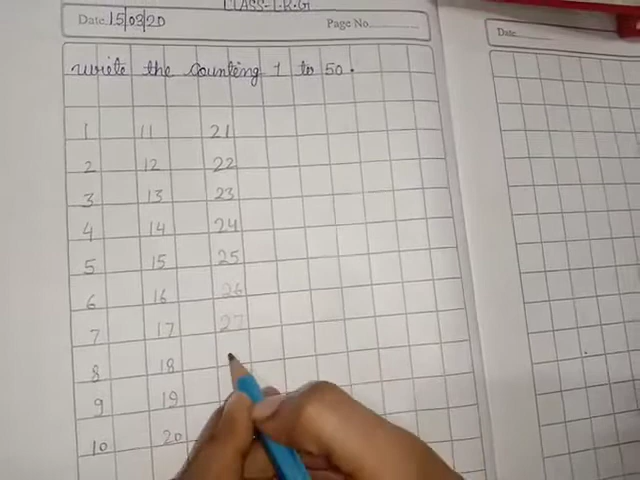 CLASS-L.K.G
Date 15/03/20
Page No.
Date
wriote the counting 1 to 50.
1 11 21
2 12 22
3 13 23
4 14 24
5 15 25
6 16 26
7 17 27
8 18
9 19
10 20